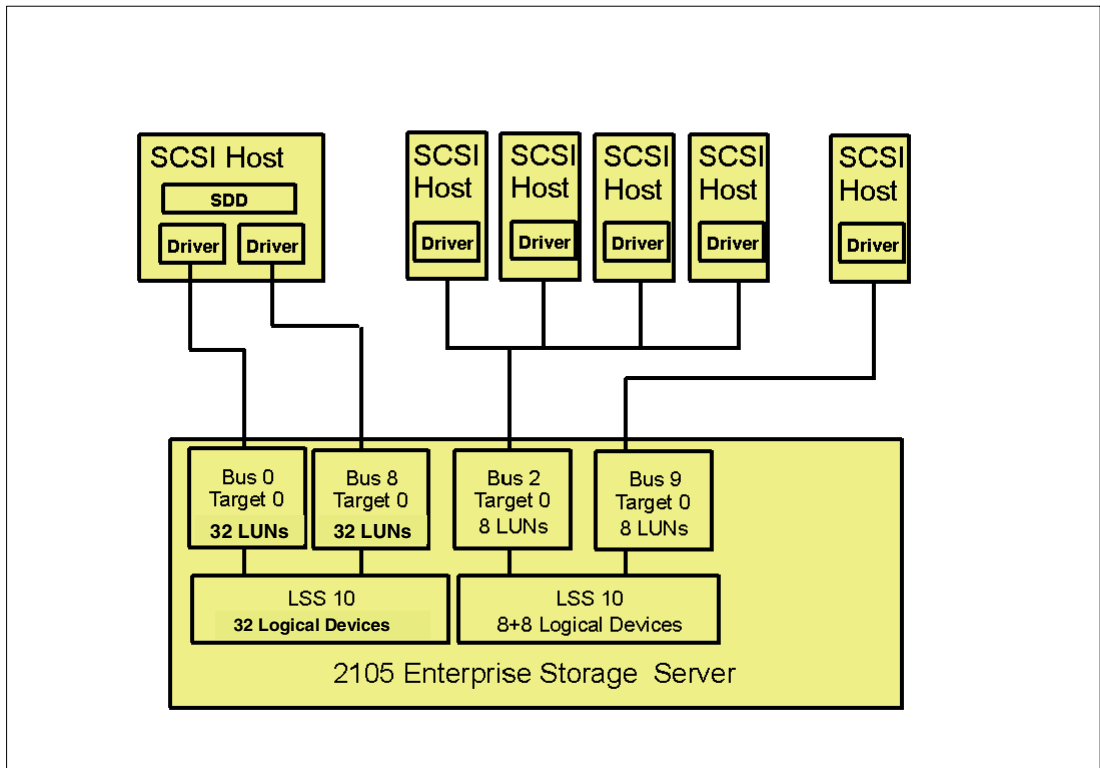 SCSI Host
SDD
Driver Driver
SCSI
Host
Driver
SCSI
Host
Driver
SCSI
Host
Driver
SCSI
Host
Driver
SCSI
Host
Driver
Bus 0
Target 0
32 LUNs
Bus 8
Target 0
32 LUNs
Bus 2
Target 0
8 LUNs
Bus 9
Target 0
8 LUNs
LSS 10
32 Logical Devices
LSS 10
8+8 Logical Devices
2105 Enterprise Storage Server